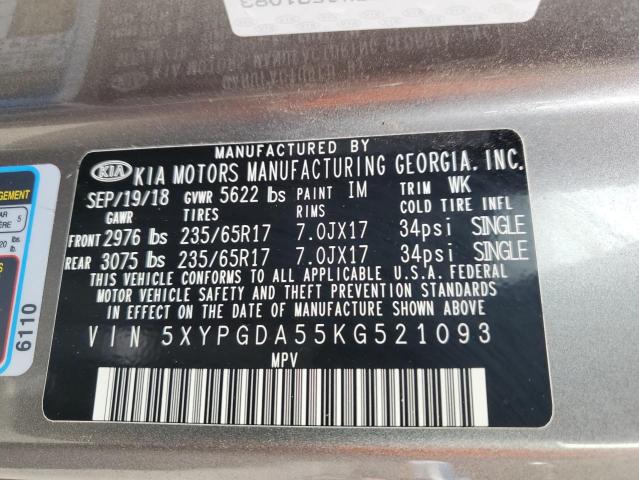 MANUFACTURED BY
KIA KIA MOTORS MANUFACTURING GEORGIA, INC.
SEP/19/18 GVWR 5622 lbs PAINT IM TRIM WK
GAWR TIRES RIMS COLD TIRE INFL
FRONT 2976 lbs 235/65R17 7.0JX17 34psi SINGLE
REAR 3075 lbs 235/65R17 7.0JX17 34psi SINGLE
THIS VEHICLE CONFORMS TO ALL APPLICABLE U.S.A. FEDERAL
MOTOR VEHICLE SAFETY AND THEFT PREVENTION STANDARDS
IN EFFECT ON THE DATE OF MANUFACTURE SHOWN ABOVE
VIN 5XYPGDA55KG521093
MPV
6110